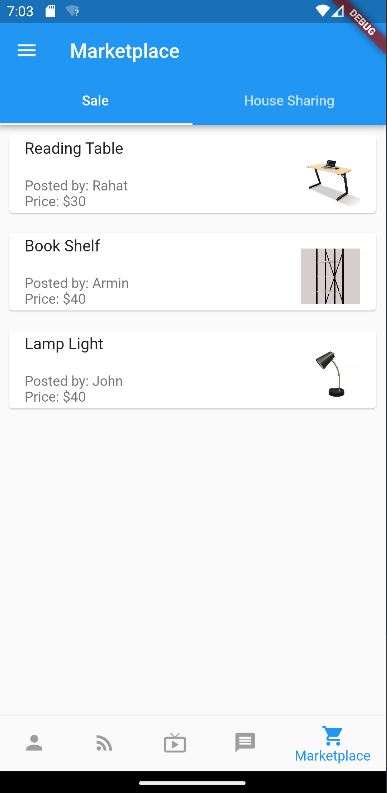 7:03
DEBUG
Marketplace
Sale
House Sharing
Reading Table
Posted by: Rahat
Price: $30
Book Shelf
Posted by: Armin
Price: $40
Lamp Light
Posted by: John
Price: $40
Marketplace